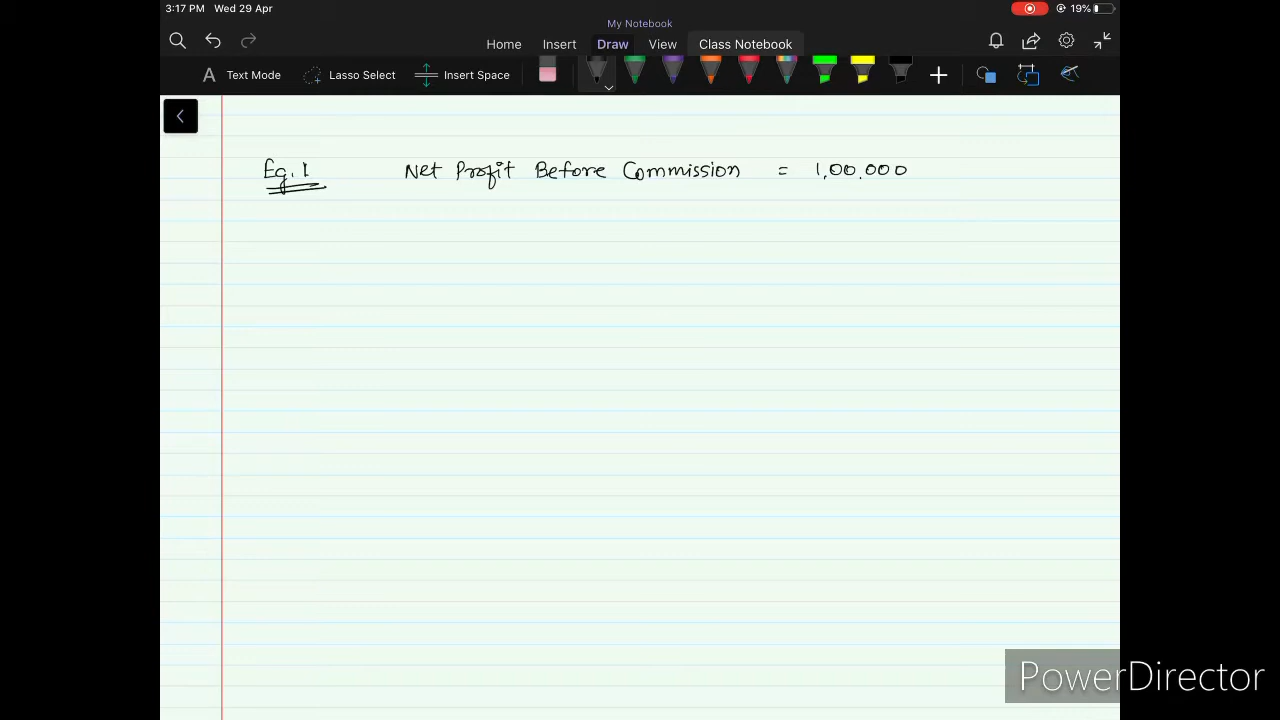 3:17 PM Wed 29 Apr
19%
My Notebook
Home Insert Draw View Class Notebook
A Text Mode Lasso Select Insert Space
Eg. 1 Net Profit Before Commission = 1,00,000
PowerDirector